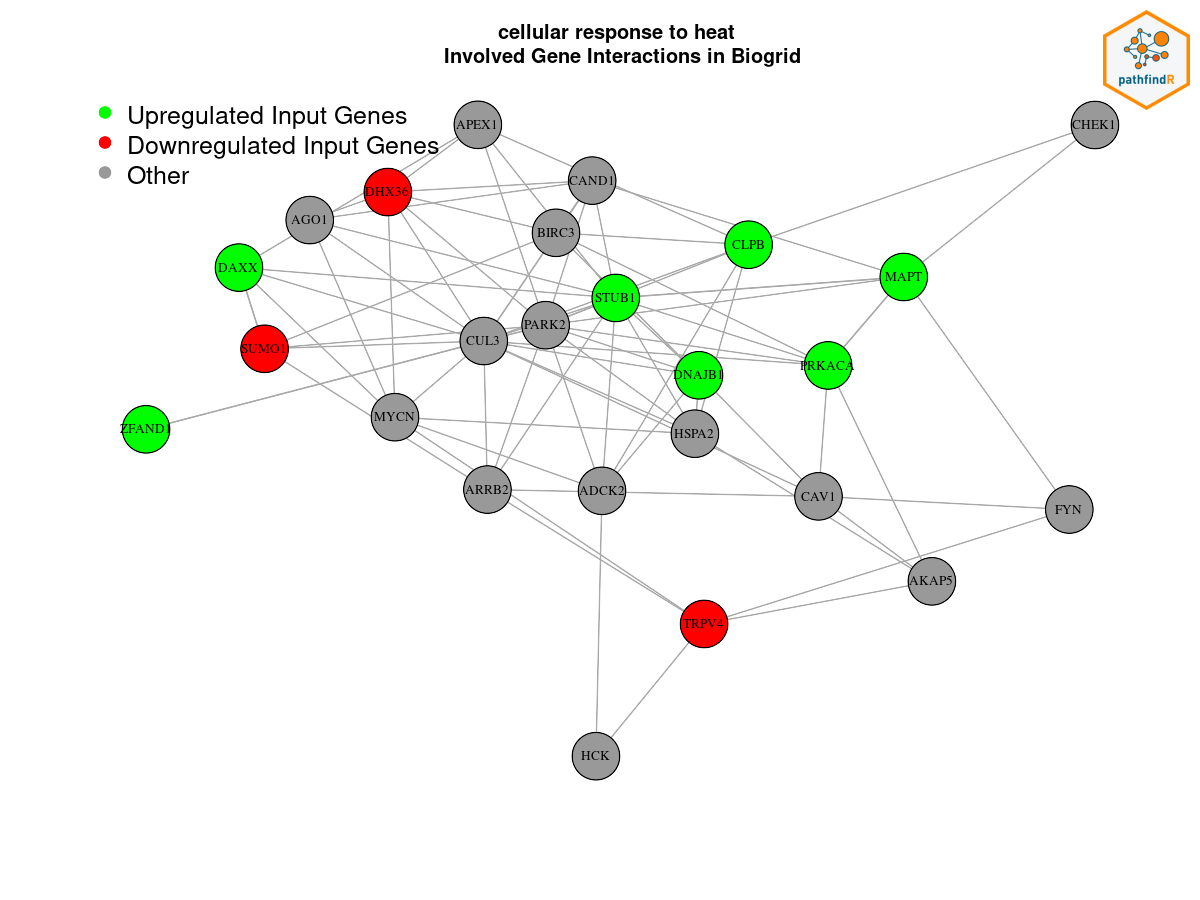 cellular response to heat
Involved Gene Interactions in Biogrid
pathfindR
Upregulated Input Genes
Downregulated Input Genes
Other
APEX1
CHEK1
CAND1
DHX36
AGO1
BIRC3
CLPB
DAXX
MAPT
STUB1
PARK2
CUL3
SUMO1
PRKACA
DNAJB1
MYCN
ZFAND1
HSPA2
ARRB2
ADCK2
CAV1
FYN
AKAP5
TRPV4
HCK